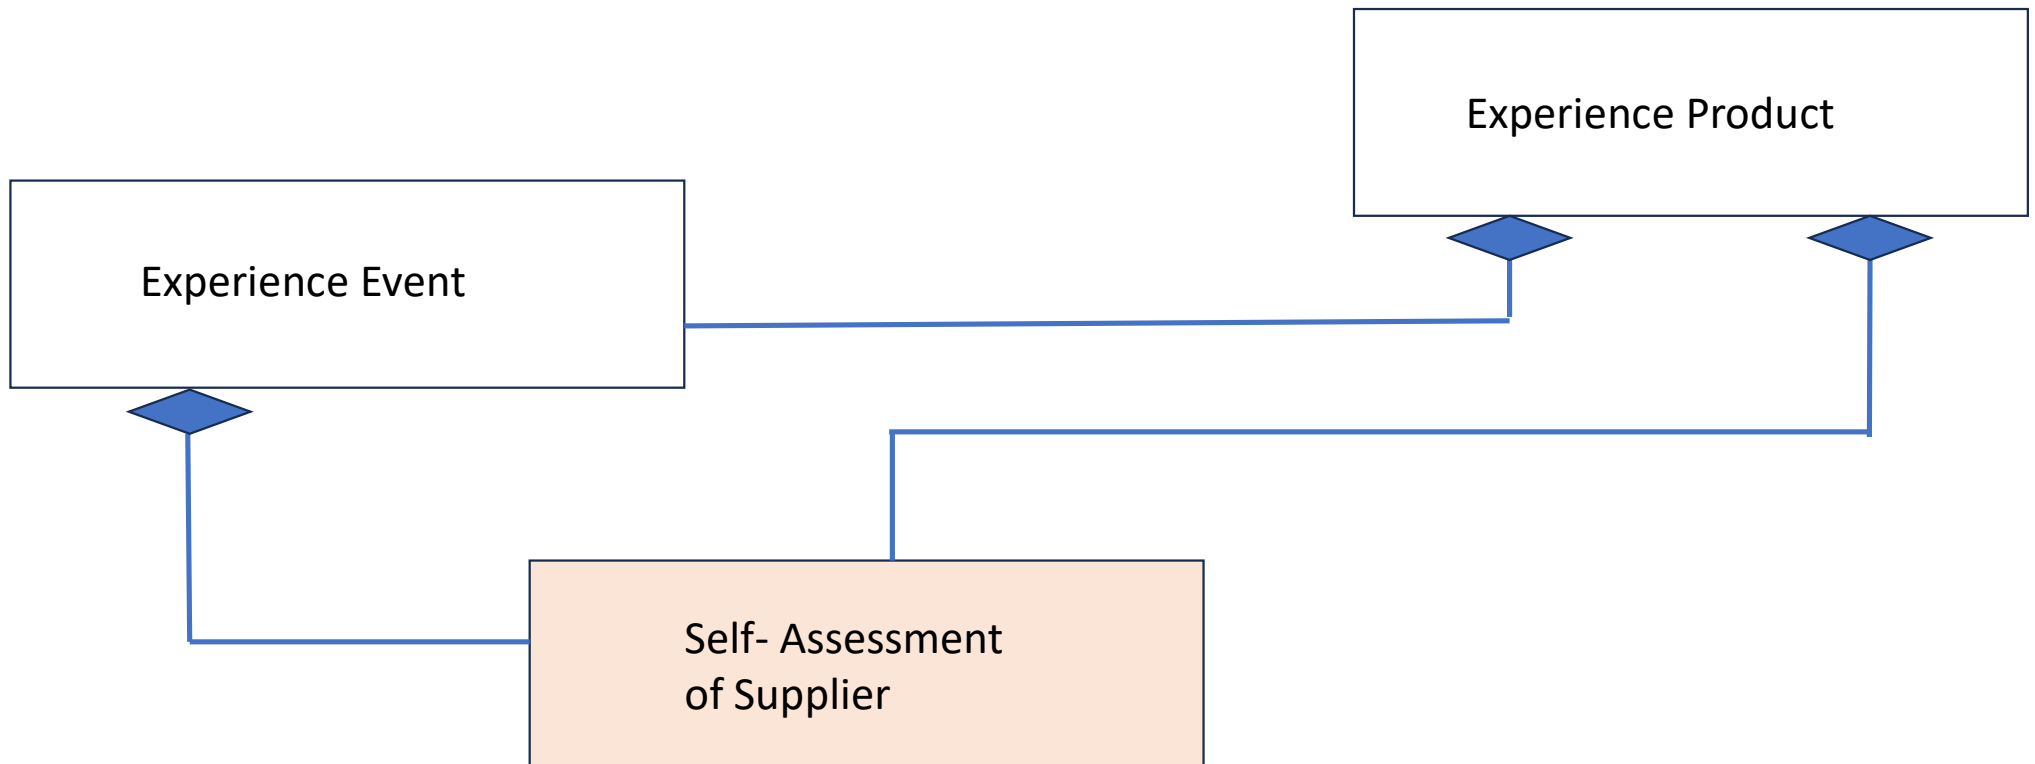 Experience Product
Experience Event
Self- Assessment
of Supplier